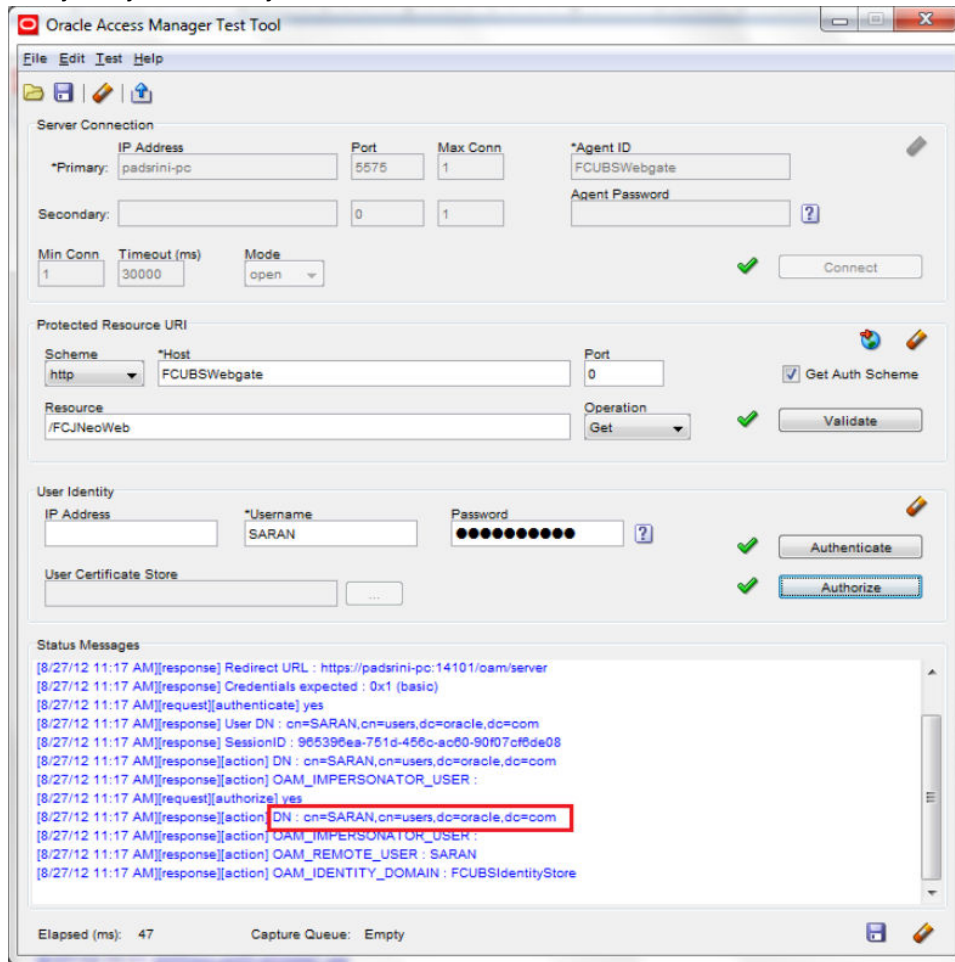 Oracle Access Manager Test Tool
File Edit Test Help
Server Connection
IP Address Port Max Conn *Agent ID
*Primary: padsrini-pc 5575 1 FCUBSWebgate
Agent Password
Secondary: 0 1 ?
Min Conn Timeout (ms) Mode
1 30000 open Connect
Protected Resource URI
Scheme *Host Port
http FCUBSWebgate 0 Get Auth Scheme
Resource Operation
/FCJNeoWeb Get Validate
User Identity
IP Address *Username Password
SARAN ●●●●●●●●●● ? Authenticate
User Certificate Store
... Authorize
Status Messages
[8/27/12 11:17 AM][response] Redirect URL : https://padsrini-pc:14101/oam/server
[8/27/12 11:17 AM][response] Credentials expected : 0x1 (basic)
[8/27/12 11:17 AM][request][authenticate] yes
[8/27/12 11:17 AM][response] User DN : cn=SARAN,cn=users,dc=oracle,dc=com
[8/27/12 11:17 AM][response] SessionID : 965396ea-751d-456c-ac60-90f07cf6de08
[8/27/12 11:17 AM][response][action] DN : cn=SARAN,cn=users,dc=oracle,dc=com
[8/27/12 11:17 AM][response][action] OAM_IMPERSONATOR_USER :
[8/27/12 11:17 AM][request][authorize] yes
[8/27/12 11:17 AM][response][action] DN : cn=SARAN,cn=users,dc=oracle,dc=com
[8/27/12 11:17 AM][response][action] OAM_IMPERSONATOR_USER :
[8/27/12 11:17 AM][response][action] OAM_REMOTE_USER : SARAN
[8/27/12 11:17 AM][response][action] OAM_IDENTITY_DOMAIN : FCUBSIdentityStore
Elapsed (ms): 47 Capture Queue: Empty